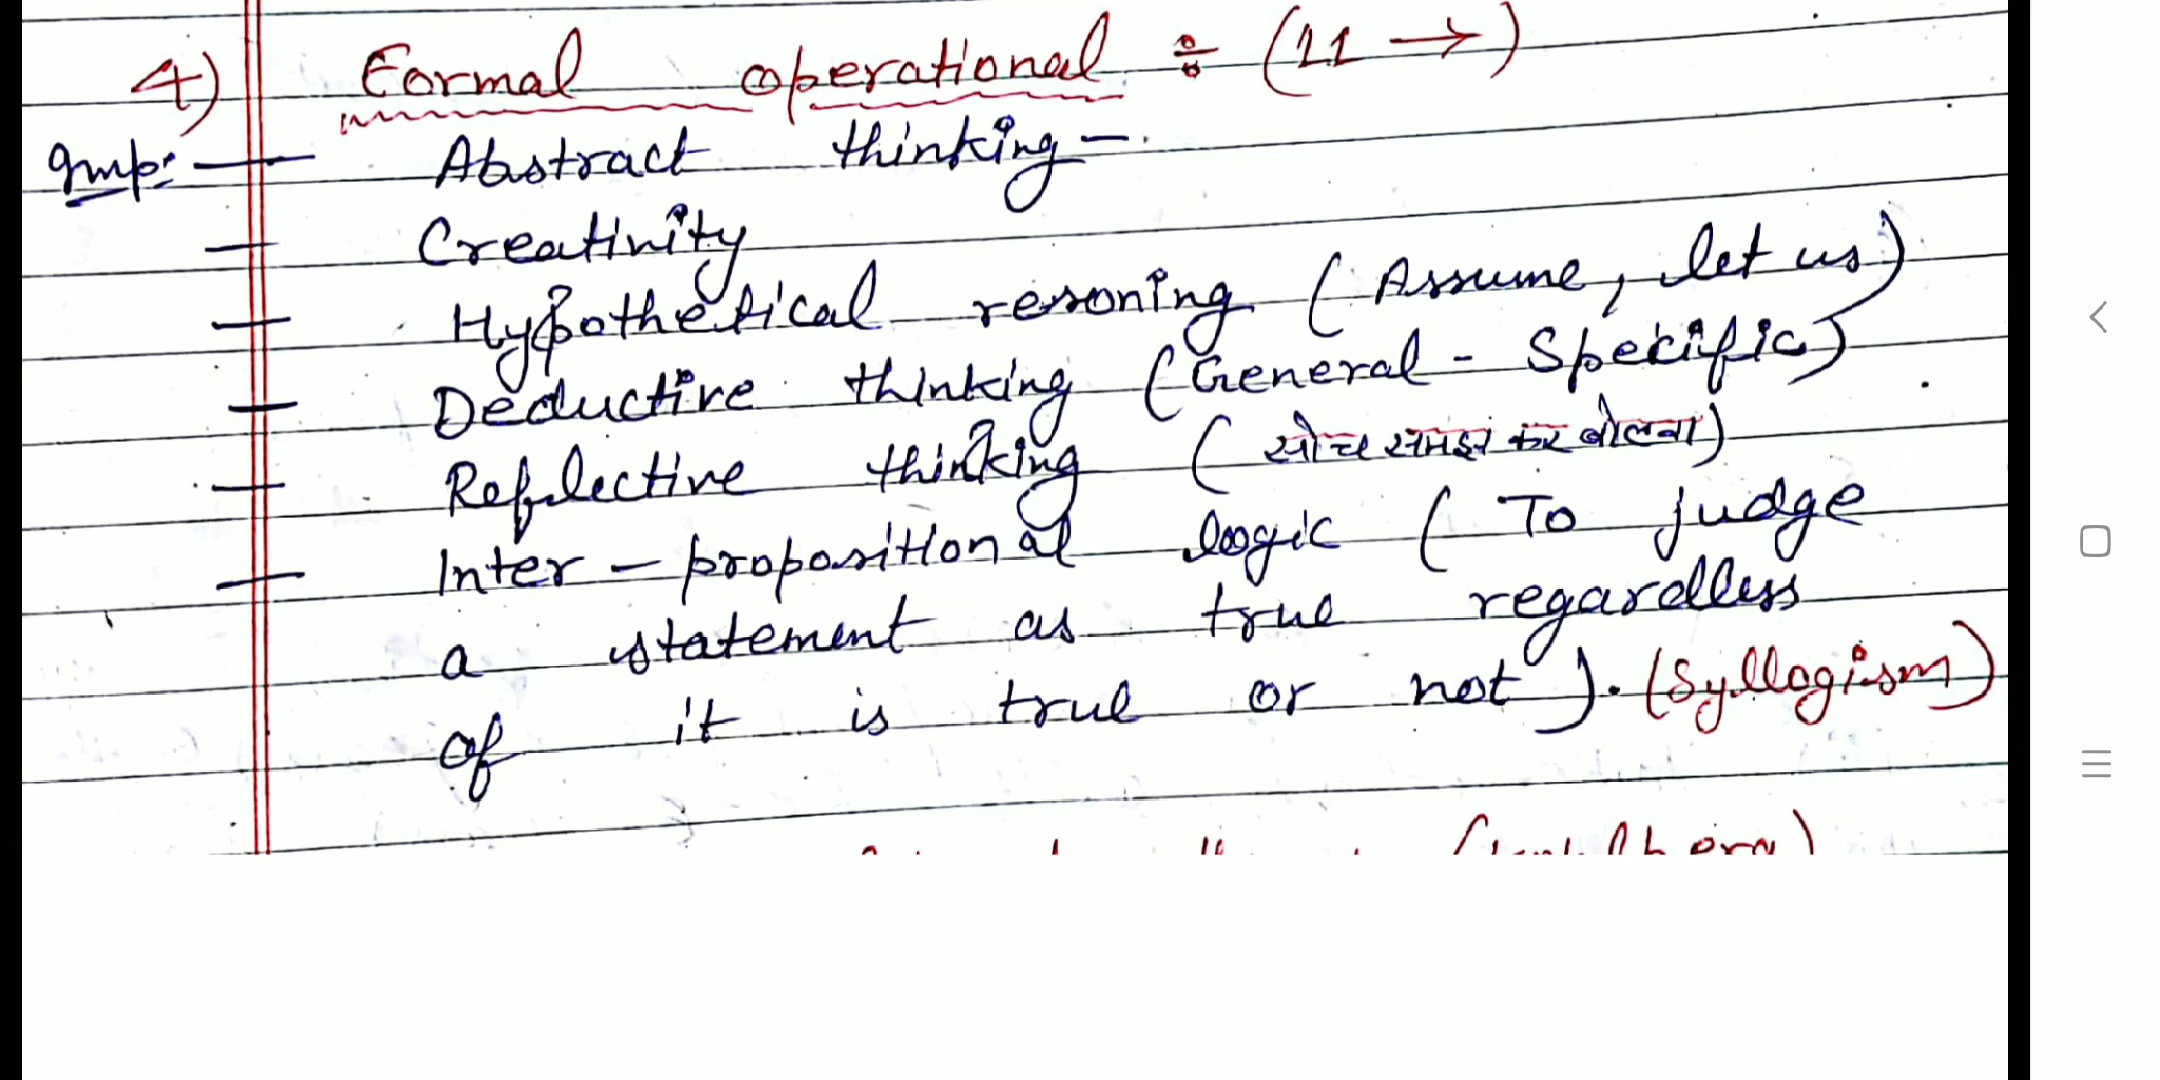 4) Formal operational ÷ (11 →)
Imp: — Abstract thinking —
— Creativity
— Hypothetical resoning (Assume, let us)
— Deductive thinking (General - Specific)
— Reflective thinking (सोच समझ कर बोलना)
— Inter - propositional logic (To judge
a statement as true regardless
of it is true or not). (Syllogism)